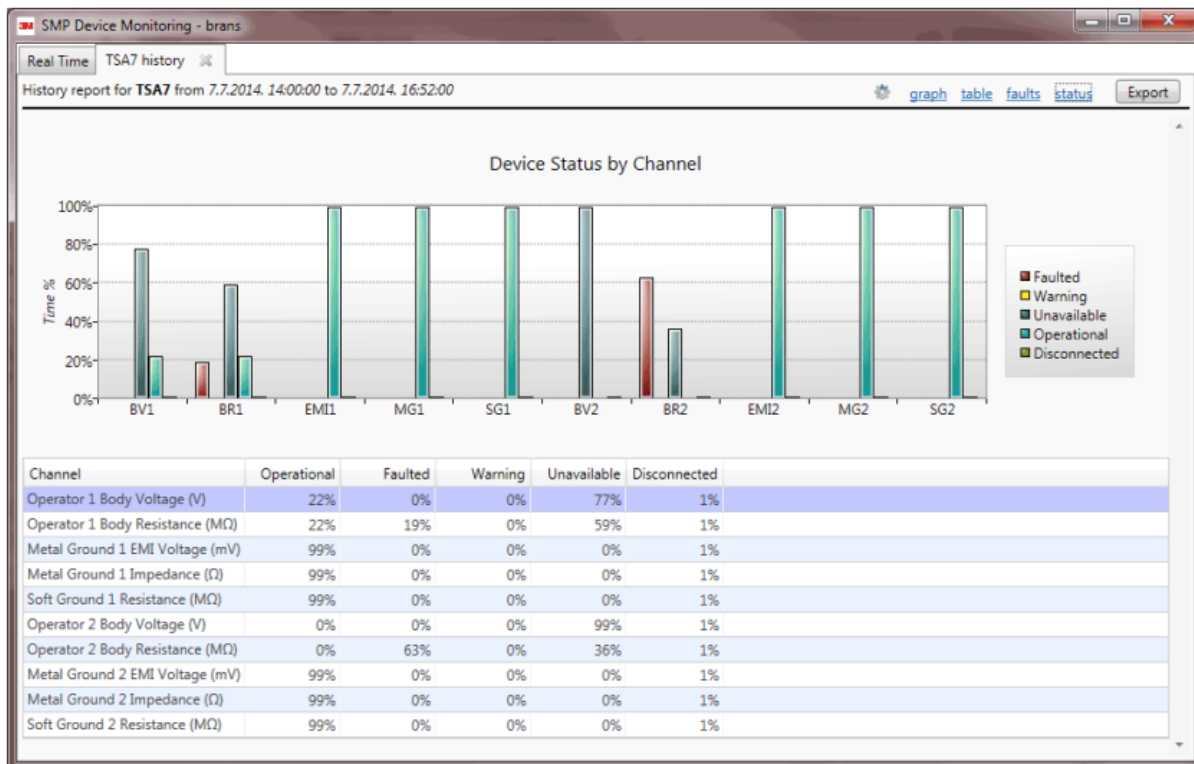 3M SMP Device Monitoring - brans
Real Time TSA7 history
History report for TSA7 from 7.7.2014. 14:00:00 to 7.7.2014. 16:52:00 graph table faults status Export
Device Status by Channel
100%
80%
60%
40%
20%
0%
Time %
BV1 BR1 EMI1 MG1 SG1 BV2 BR2 EMI2 MG2 SG2
Faulted
Warning
Unavailable
Operational
Disconnected
Channel Operational Faulted Warning Unavailable Disconnected
Operator 1 Body Voltage (V) 22% 0% 0% 77% 1%
Operator 1 Body Resistance (MΩ) 22% 19% 0% 59% 1%
Metal Ground 1 EMI Voltage (mV) 99% 0% 0% 0% 1%
Metal Ground 1 Impedance (Ω) 99% 0% 0% 0% 1%
Soft Ground 1 Resistance (MΩ) 99% 0% 0% 0% 1%
Operator 2 Body Voltage (V) 0% 0% 0% 99% 1%
Operator 2 Body Resistance (MΩ) 0% 63% 0% 36% 1%
Metal Ground 2 EMI Voltage (mV) 99% 0% 0% 0% 1%
Metal Ground 2 Impedance (Ω) 99% 0% 0% 0% 1%
Soft Ground 2 Resistance (MΩ) 99% 0% 0% 0% 1%